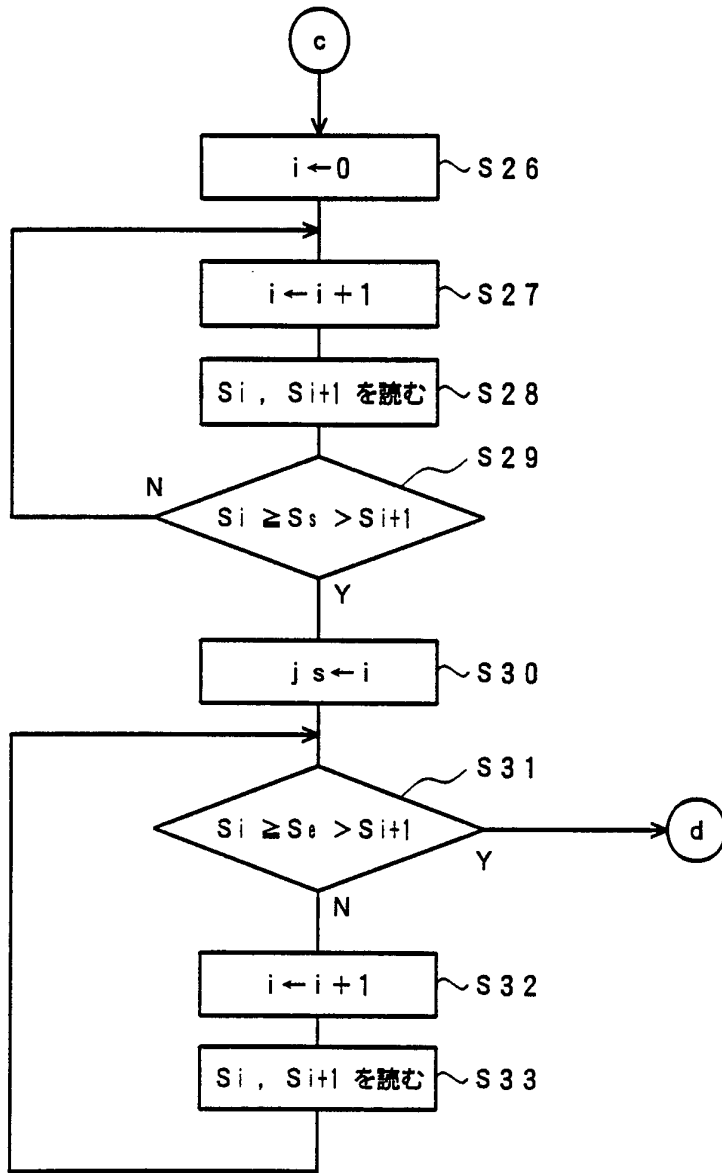 c
i←0
S26
i←i+1
S27
Si, Si+1 を読む
S28
S29
N
Si ≧Ss >Si+1
Y
js←i
S30
S31
Si ≧Se >Si+1
d
Y
N
i←i+1
S32
Si, Si+1 を読む
S33